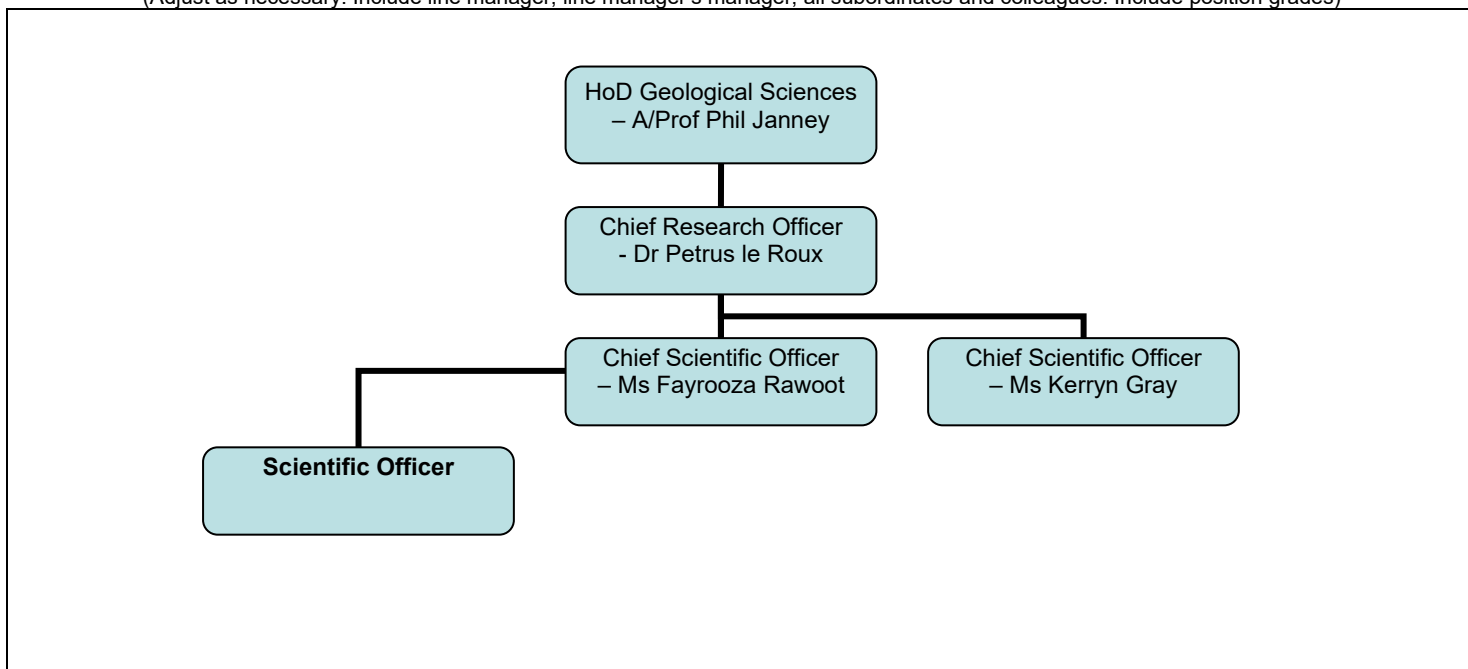 (Adjust as necessary. Include line manager, line manager's manager, all subordinates and colleagues. Include position grades)
HoD Geological Sciences
– A/Prof Phil Janney
Chief Research Officer
- Dr Petrus le Roux
Chief Scientific Officer
– Ms Fayrooza Rawoot
Chief Scientific Officer
– Ms Kerryn Gray
Scientific Officer